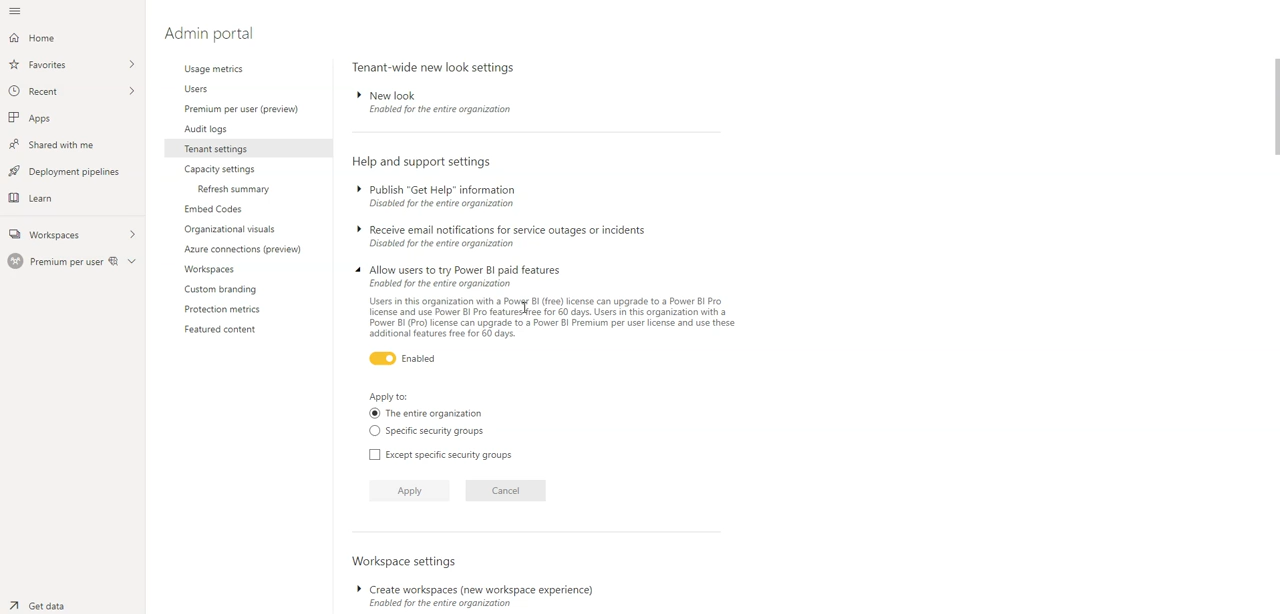 Home
Favorites
Recent
Apps
Shared with me
Deployment pipelines
Learn
Workspaces
Premium per user
Get data
Admin portal
Usage metrics
Users
Premium per user (preview)
Audit logs
Tenant settings
Capacity settings
Refresh summary
Embed Codes
Organizational visuals
Azure connections (preview)
Workspaces
Custom branding
Protection metrics
Featured content
Tenant-wide new look settings
New look
Enabled for the entire organization
Help and support settings
Publish "Get Help" information
Disabled for the entire organization
Receive email notifications for service outages or incidents
Disabled for the entire organization
Allow users to try Power BI paid features
Enabled for the entire organization
Users in this organization with a Power BI (free) license can upgrade to a Power BI Pro
license and use Power BI Pro features free for 60 days. Users in this organization with a
Power BI (Pro) license can upgrade to a Power BI Premium per user license and use these
additional features free for 60 days.
Enabled
Apply to:
The entire organization
Specific security groups
Except specific security groups
Apply
Cancel
Workspace settings
Create workspaces (new workspace experience)
Enabled for the entire organization